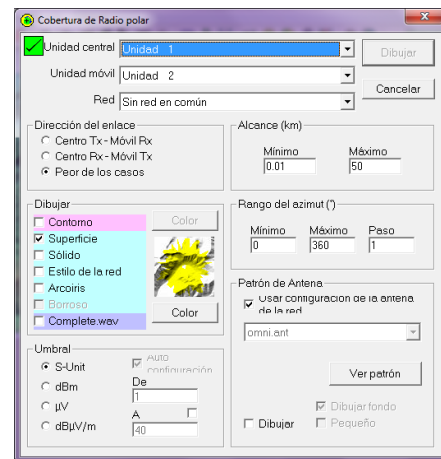 Cobertura de Radio polar
Unidad central
Unidad 1
Dibujar
Unidad móvil
Unidad 2
Cancelar
Red
Sin red en común
Dirección del enlace
Centro Tx - Móvil Rx
Centro Rx - Móvil Tx
Peor de los casos
Alcance (km)
Mínimo
Máximo
0.01
50
Dibujar
Contorno
Color
Superficie
Sólido
Estilo de la red
Arcoiris
Borroso
Complete.wav
Color
Rango del azimut (°)
Mínimo
Máximo
Paso
0
360
1
Patrón de Antena
Usar configuración de la antena
de la red
omni.ant
Ver patrón
Dibujar fondo
Dibujar
Pequeño
Umbral
S-Unit
Auto
configuración
dBm
De
1
µV
A
dBµV/m
40